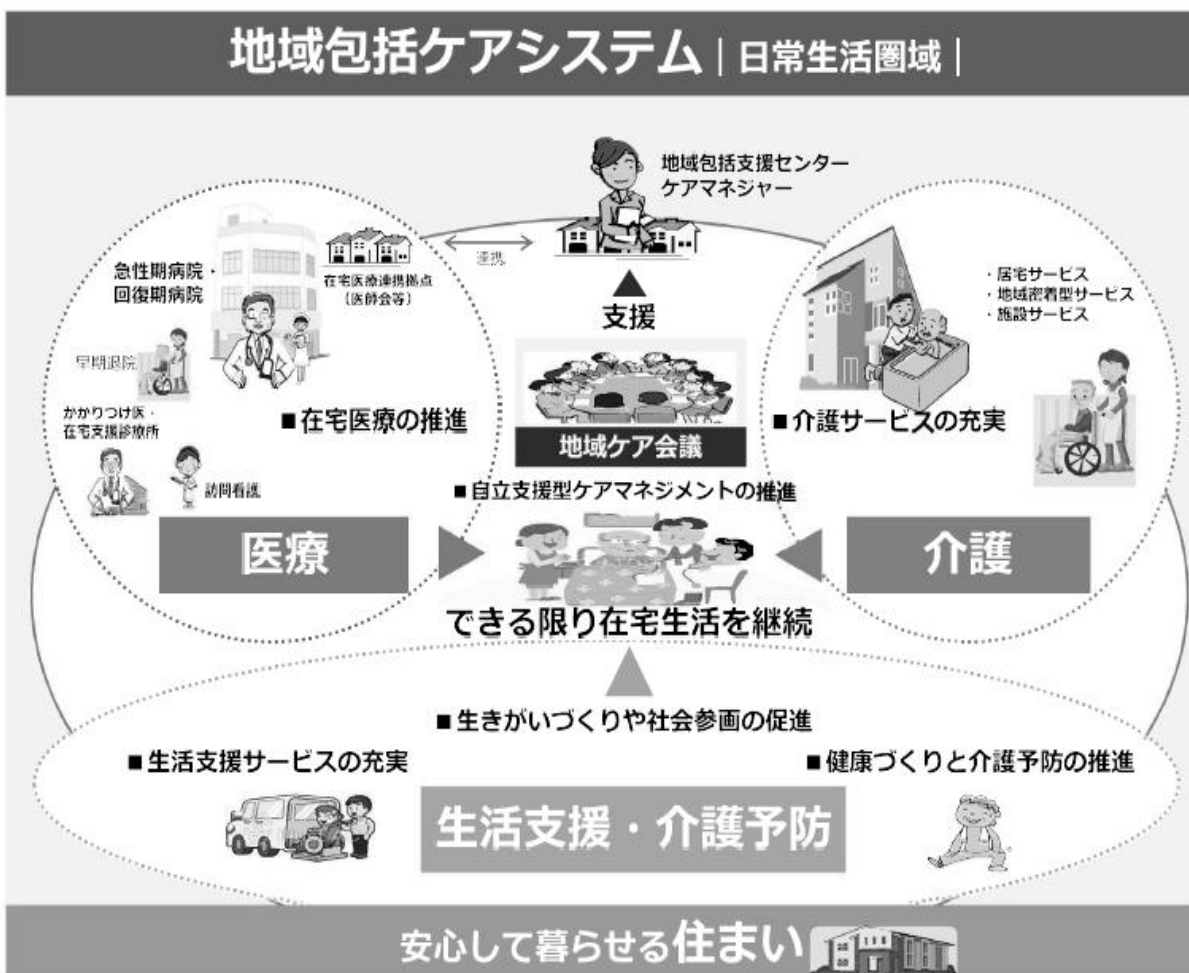 地域包括ケアシステム｜日常生活圏域｜
地域包括支援センター
ケアマネジャー
急性期病院・
回復期病院
在宅医療連携拠点
（医師会等）
連携
支援
・居宅サービス
・地域密着型サービス
・施設サービス
早期退院
かかりつけ医・
在宅支援診療所
■在宅医療の推進
訪問看護
地域ケア会議
■介護サービスの充実
■自立支援型ケアマネジメントの推進
医療
介護
できる限り在宅生活を継続
■生きがいづくりや社会参画の促進
■生活支援サービスの充実
■健康づくりと介護予防の推進
生活支援・介護予防
安心して暮らせる住まい